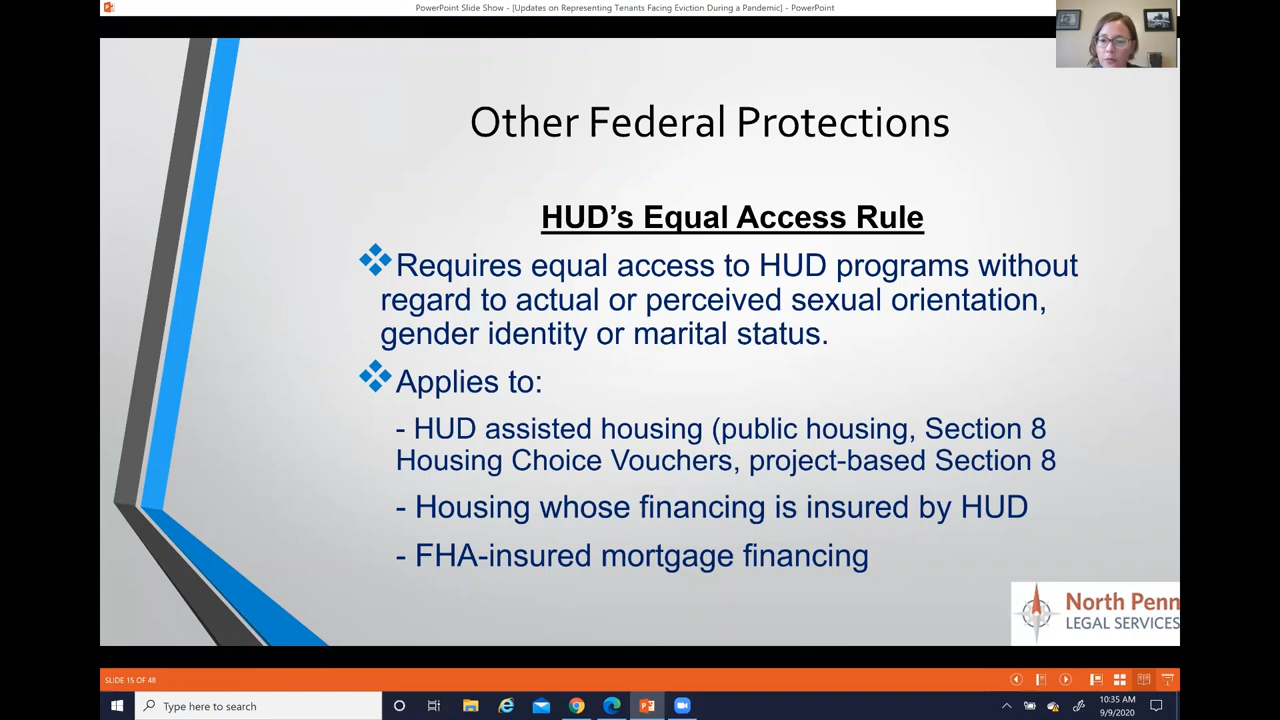 PowerPoint Slide Show - [Updates on Representing Tenants Facing Eviction During a Pandemic] - PowerPoint
Other Federal Protections
HUD's Equal Access Rule
Requires equal access to HUD programs without
regard to actual or perceived sexual orientation,
gender identity or marital status.
Applies to:
- HUD assisted housing (public housing, Section 8
Housing Choice Vouchers, project-based Section 8
- Housing whose financing is insured by HUD
- FHA-insured mortgage financing
North Penn
LEGAL SERVICES
SLIDE 15 OF 48
Type here to search
10:35 AM
9/9/2020